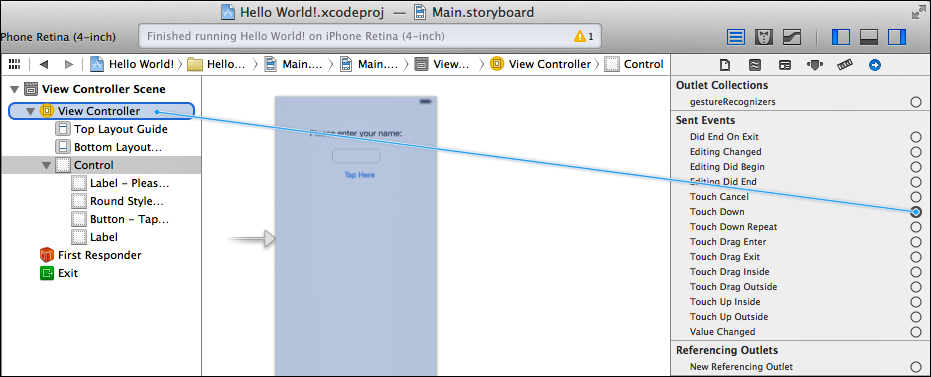 Hello World!.xcodeproj — Main.storyboard
Phone Retina (4-inch)
Finished running Hello World! on iPhone Retina (4-inch)
1
Hello World!
Hello...
Main....
Main....
View...
View Controller
Control
View Controller Scene
View Controller
Top Layout Guide
Bottom Layout...
Control
Label – Pleas...
Round Style...
Button – Tap...
Label
First Responder
Exit
Please enter your name:
Tap Here
Outlet Collections
gestureRecognizers
Sent Events
Did End On Exit
Editing Changed
Editing Did Begin
Editing Did End
Touch Cancel
Touch Down
Touch Down Repeat
Touch Drag Enter
Touch Drag Exit
Touch Drag Inside
Touch Drag Outside
Touch Up Inside
Touch Up Outside
Value Changed
Referencing Outlets
New Referencing Outlet